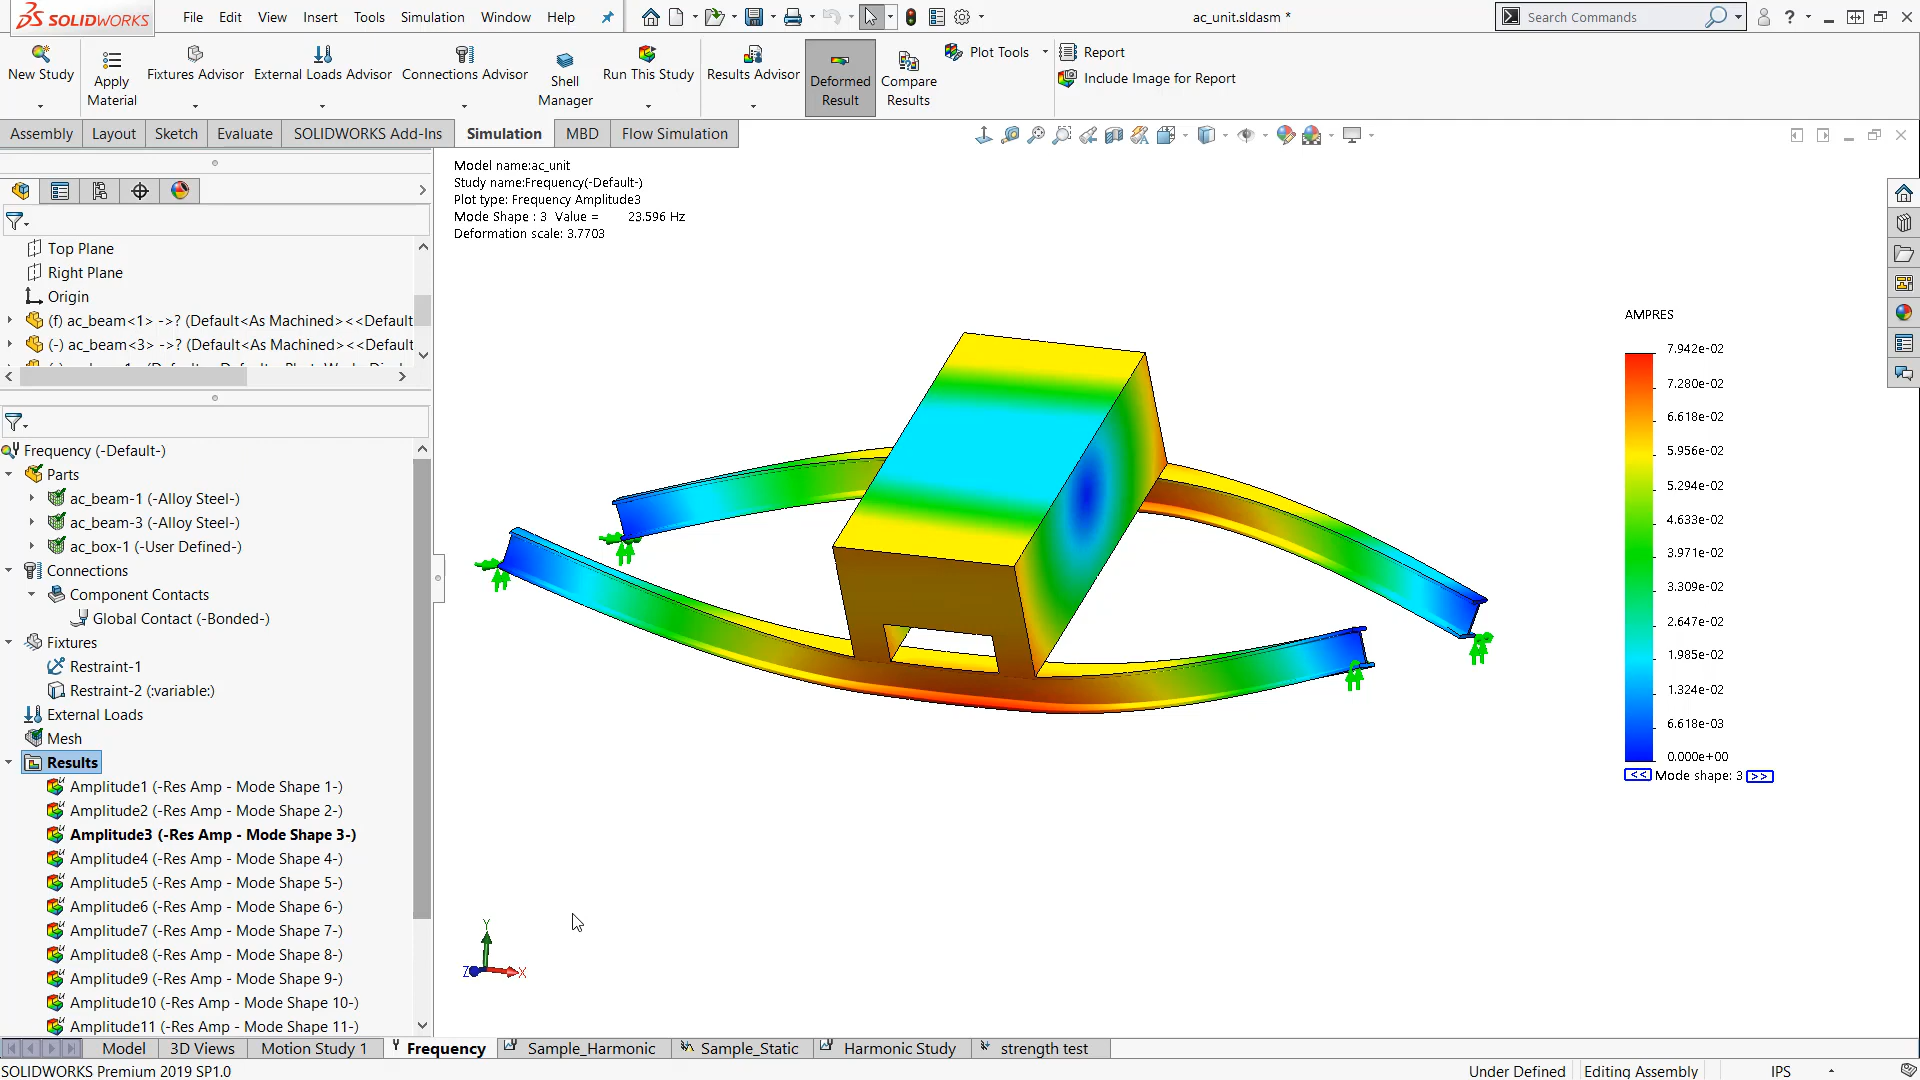 SOLIDWORKS
File Edit View Insert Tools Simulation Window Help
ac_unit.sldasm *
Search Commands
New Study
Apply Material
Fixtures Advisor
External Loads Advisor
Connections Advisor
Shell Manager
Run This Study
Results Advisor
Deformed Result
Compare Results
Plot Tools
Report
Include Image for Report
Assembly Layout Sketch Evaluate SOLIDWORKS Add-Ins Simulation MBD Flow Simulation
Model name:ac_unit
Study name:Frequency(-Default-)
Plot type: Frequency Amplitude3
Mode Shape : 3 Value = 23.596 Hz
Deformation scale: 3.7703
Top Plane
Right Plane
Origin
(f) ac_beam<1> ->? (Default<As Machined><<Default
(-) ac_beam<3> ->? (Default<As Machined><<Default
Frequency (-Default-)
Parts
ac_beam-1 (-Alloy Steel-)
ac_beam-3 (-Alloy Steel-)
ac_box-1 (-User Defined-)
Connections
Component Contacts
Global Contact (-Bonded-)
Fixtures
Restraint-1
Restraint-2 (:variable:)
External Loads
Mesh
Results
Amplitude1 (-Res Amp - Mode Shape 1-)
Amplitude2 (-Res Amp - Mode Shape 2-)
Amplitude3 (-Res Amp - Mode Shape 3-)
Amplitude4 (-Res Amp - Mode Shape 4-)
Amplitude5 (-Res Amp - Mode Shape 5-)
Amplitude6 (-Res Amp - Mode Shape 6-)
Amplitude7 (-Res Amp - Mode Shape 7-)
Amplitude8 (-Res Amp - Mode Shape 8-)
Amplitude9 (-Res Amp - Mode Shape 9-)
Amplitude10 (-Res Amp - Mode Shape 10-)
Amplitude11 (-Res Amp - Mode Shape 11-)
AMPRES
7.942e-02
7.280e-02
6.618e-02
5.956e-02
5.294e-02
4.633e-02
3.971e-02
3.309e-02
2.647e-02
1.985e-02
1.324e-02
6.618e-03
0.000e+00
<< Mode shape: 3 >>
Y
Z
X
Model 3D Views Motion Study 1 Frequency Sample_Harmonic Sample_Static Harmonic Study strength test
SOLIDWORKS Premium 2019 SP1.0
Under Defined Editing Assembly IPS